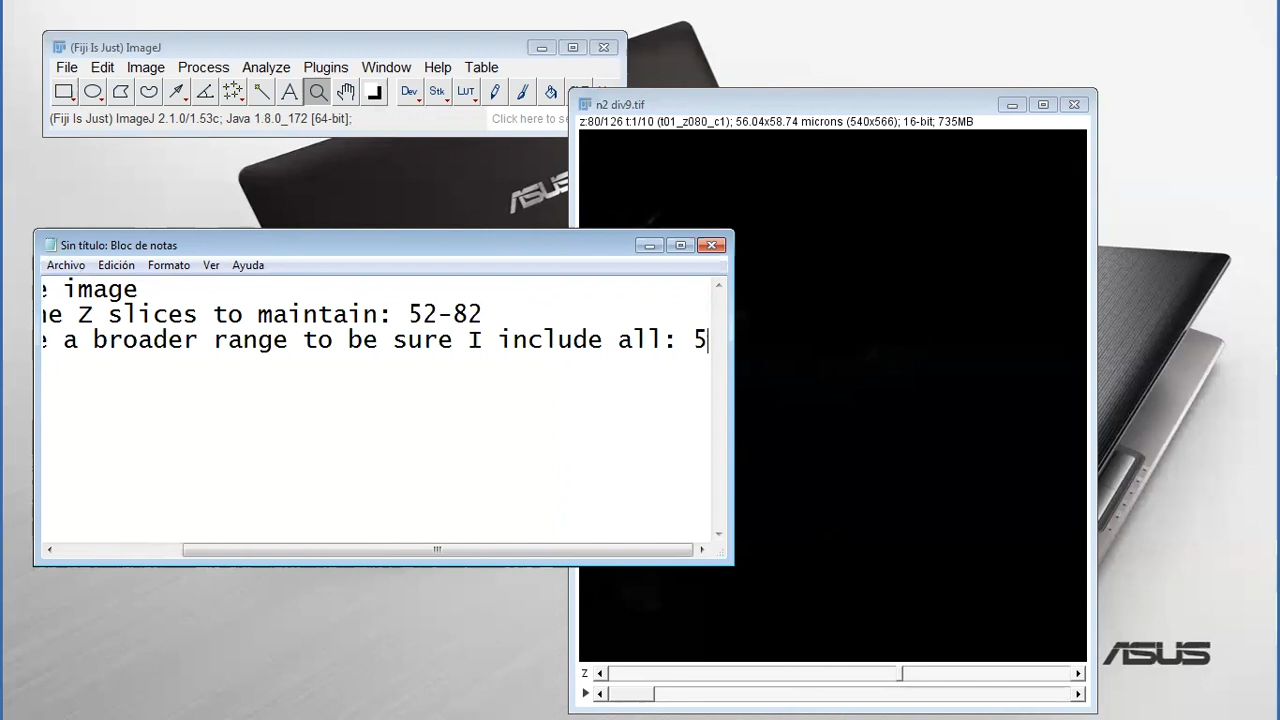 (Fiji Is Just) ImageJ
File Edit Image Process Analyze Plugins Window Help Table
Dev Stk LUT
(Fiji Is Just) ImageJ 2.1.0/1.53c; Java 1.8.0_172 [64-bit];
Click here to se
n2 div9.tif
z:80/126 t:1/10 (t01_z080_c1); 56.04x58.74 microns (540x566); 16-bit; 735MB
ASUS
Sin título: Bloc de notas
Archivo Edición Formato Ver Ayuda
e image
he Z slices to maintain: 52-82
e a broader range to be sure I include all: 5
Z
ASUS